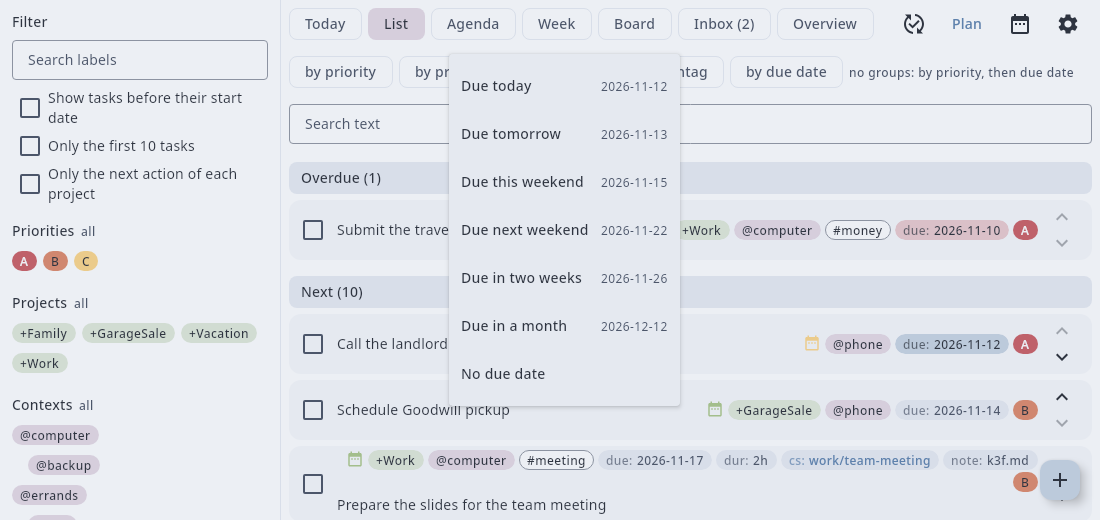 Filter
Search labels
Show tasks before their start date
Only the first 10 tasks
Only the next action of each project
Priorities all
A B C
Projects all
+Family +GarageSale +Vacation
+Work
Contexts all
@computer
@backup
@errands
Today List Agenda Week Board Inbox (2) Overview Plan
by priority by pr ntag by due date no groups: by priority, then due date
Search text
Due today 2026-11-12
Due tomorrow 2026-11-13
Due this weekend 2026-11-15
Due next weekend 2026-11-22
Due in two weeks 2026-11-26
Due in a month 2026-12-12
No due date
Overdue (1)
Submit the trave +Work @computer #money due: 2026-11-10 A
Next (10)
Call the landlord @phone due: 2026-11-12 A
Schedule Goodwill pickup +GarageSale @phone due: 2026-11-14 B
+Work @computer #meeting due: 2026-11-17 dur: 2h cs: work/team-meeting note: k3f.md
B
Prepare the slides for the team meeting